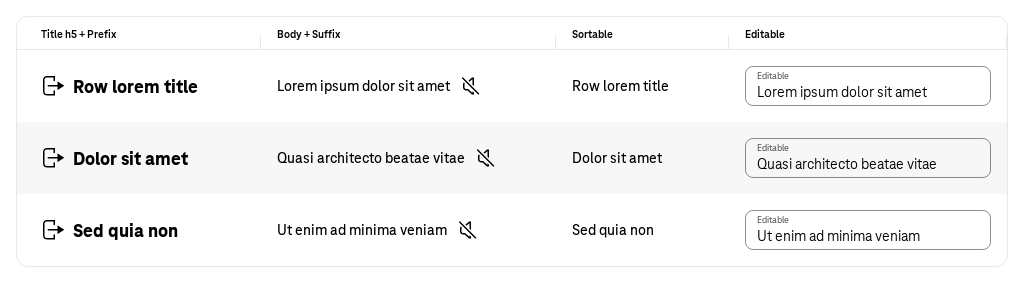 Title h5 + Prefix Body + Suffix Sortable Editable
Row lorem title Lorem ipsum dolor sit amet Row lorem title Editable
Lorem ipsum dolor sit amet
Dolor sit amet Quasi architecto beatae vitae Dolor sit amet Editable
Quasi architecto beatae vitae
Sed quia non Ut enim ad minima veniam Sed quia non Editable
Ut enim ad minima veniam